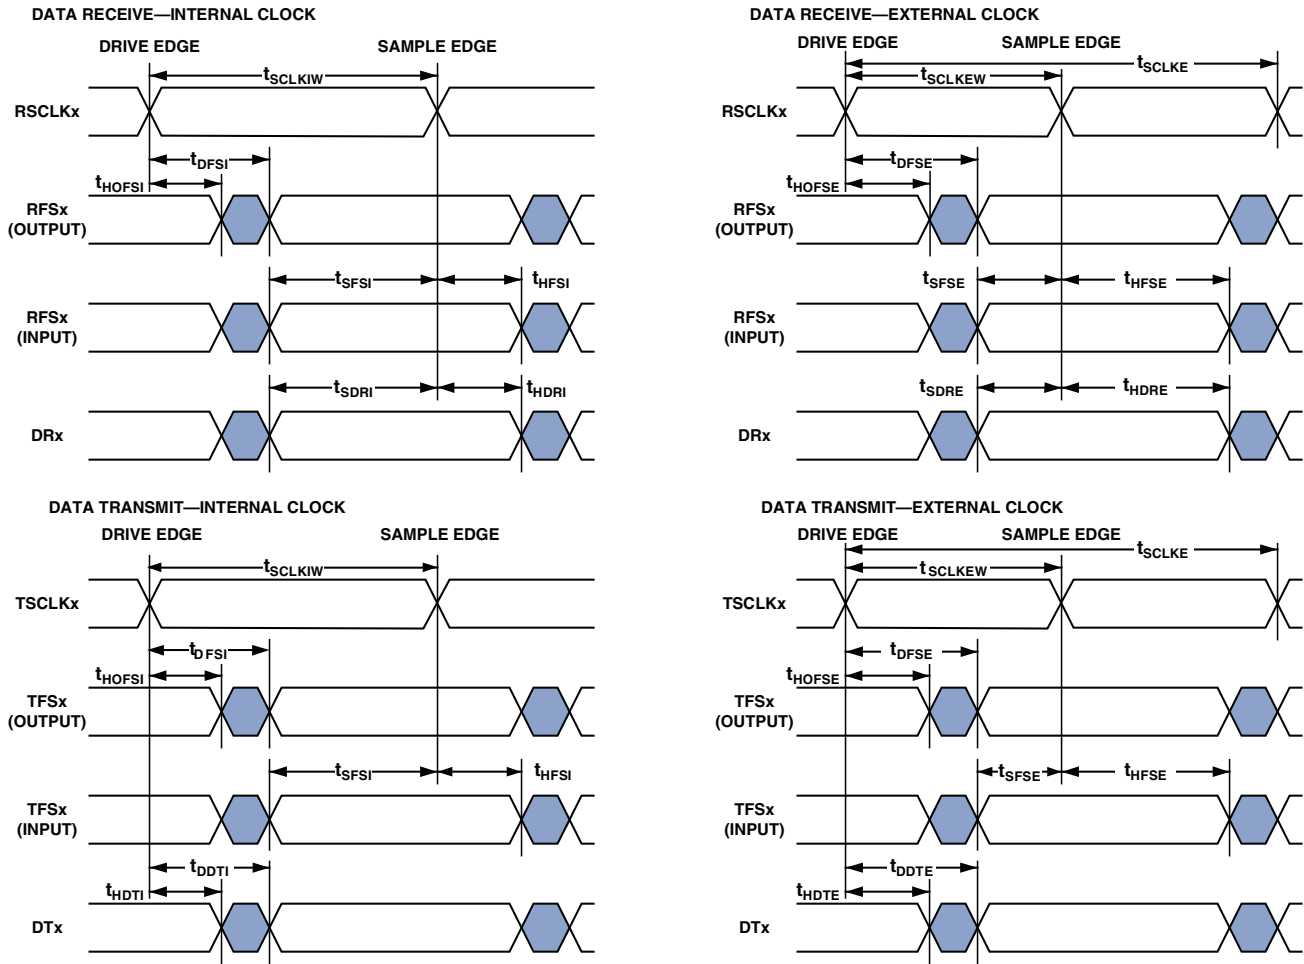 DATA RECEIVE—INTERNAL CLOCK
DRIVE EDGE
SAMPLE EDGE
tSCLKIW
RSCLKx
tDFSI
tHOFSI
RFSx
(OUTPUT)
tSFSI
tHFSI
RFSx
(INPUT)
tSDRI
tHDRI
DRx
DATA RECEIVE—EXTERNAL CLOCK
DRIVE EDGE
SAMPLE EDGE
tSCLKE
tSCLKEW
RSCLKx
tDFSE
tHOFSE
RFSx
(OUTPUT)
tSFSE
tHFSE
RFSx
(INPUT)
tSDRE
tHDRE
DRx
DATA TRANSMIT—INTERNAL CLOCK
DRIVE EDGE
SAMPLE EDGE
tSCLKIW
TSCLKx
tDFSI
tHOFSI
TFSx
(OUTPUT)
tSFSI
tHFSI
TFSx
(INPUT)
tDDTI
tHDTI
DTx
DATA TRANSMIT—EXTERNAL CLOCK
DRIVE EDGE
SAMPLE EDGE
tSCLKE
tSCLKEW
TSCLKx
tDFSE
tHOFSE
TFSx
(OUTPUT)
tSFSE
tHFSE
TFSx
(INPUT)
tDDTE
tHDTE
DTx